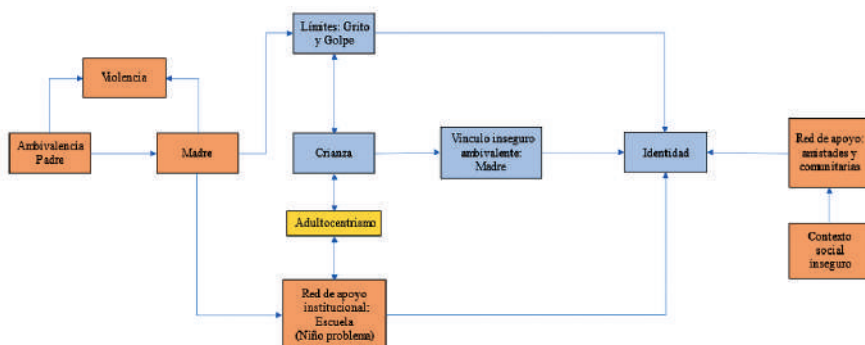 Límites: Grito
y Golpe
Violencia
Ambivalencia
Padre
Madre
Crianza
Vínculo inseguro
ambivalente:
Madre
Identidad
Red de apoyo:
amistades y
comunitarias
Adultocentrismo
Contexto
social
inseguro
Red de apoyo
institucional:
Escuela
(Niño problema)